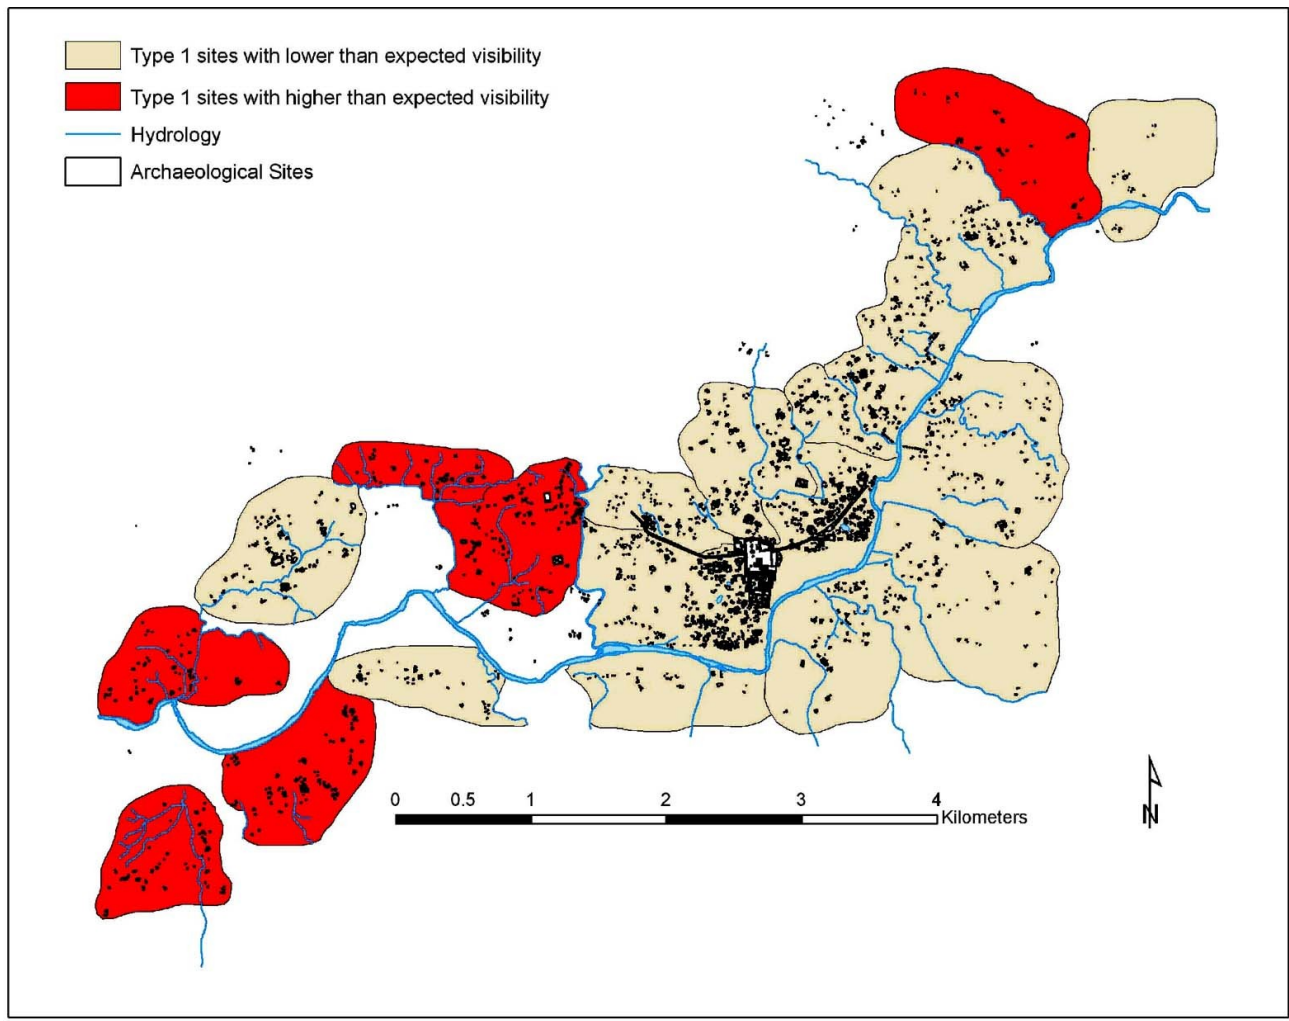 Type 1 sites with lower than expected visibility
Type 1 sites with higher than expected visibility
Hydrology
Archaeological Sites
0 0.5 1 2 3 4
Kilometers
N